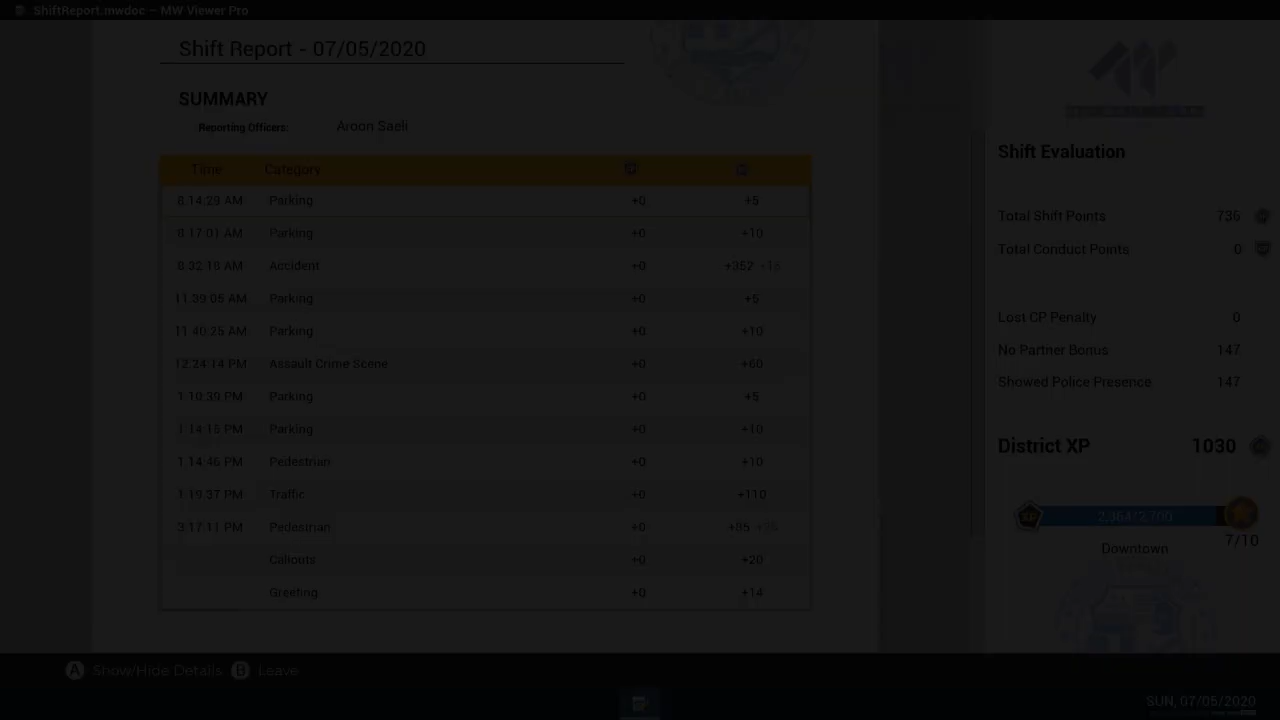 ShiftReport.mwdoc – MW Viewer Pro
Shift Report - 07/05/2020
SUMMARY
Reporting Officers: Aroon Saeli
Time Category
8:14:28 AM Parking +0 +5
8:17:01 AM Parking +0 +10
8:32:18 AM Accident +0 +352 +15
11:39:05 AM Parking +0 +5
11:40:25 AM Parking +0 +10
12:24:14 PM Assault Crime Scene +0 +60
1:10:39 PM Parking +0 +5
1:14:15 PM Parking +0 +10
1:14:46 PM Pedestrian +0 +10
1:19:37 PM Traffic +0 +110
3:17:11 PM Pedestrian +0 +85
Callouts +0 +20
Greeting +0 +14
Shift Evaluation
Total Shift Points 736
Total Conduct Points 0
Lost CP Penalty 0
No Partner Bonus 147
Showed Police Presence 147
District XP 1030
2,364/2,700
7/10
Downtown
A Show/Hide Details B Leave
SUN, 07/05/2020